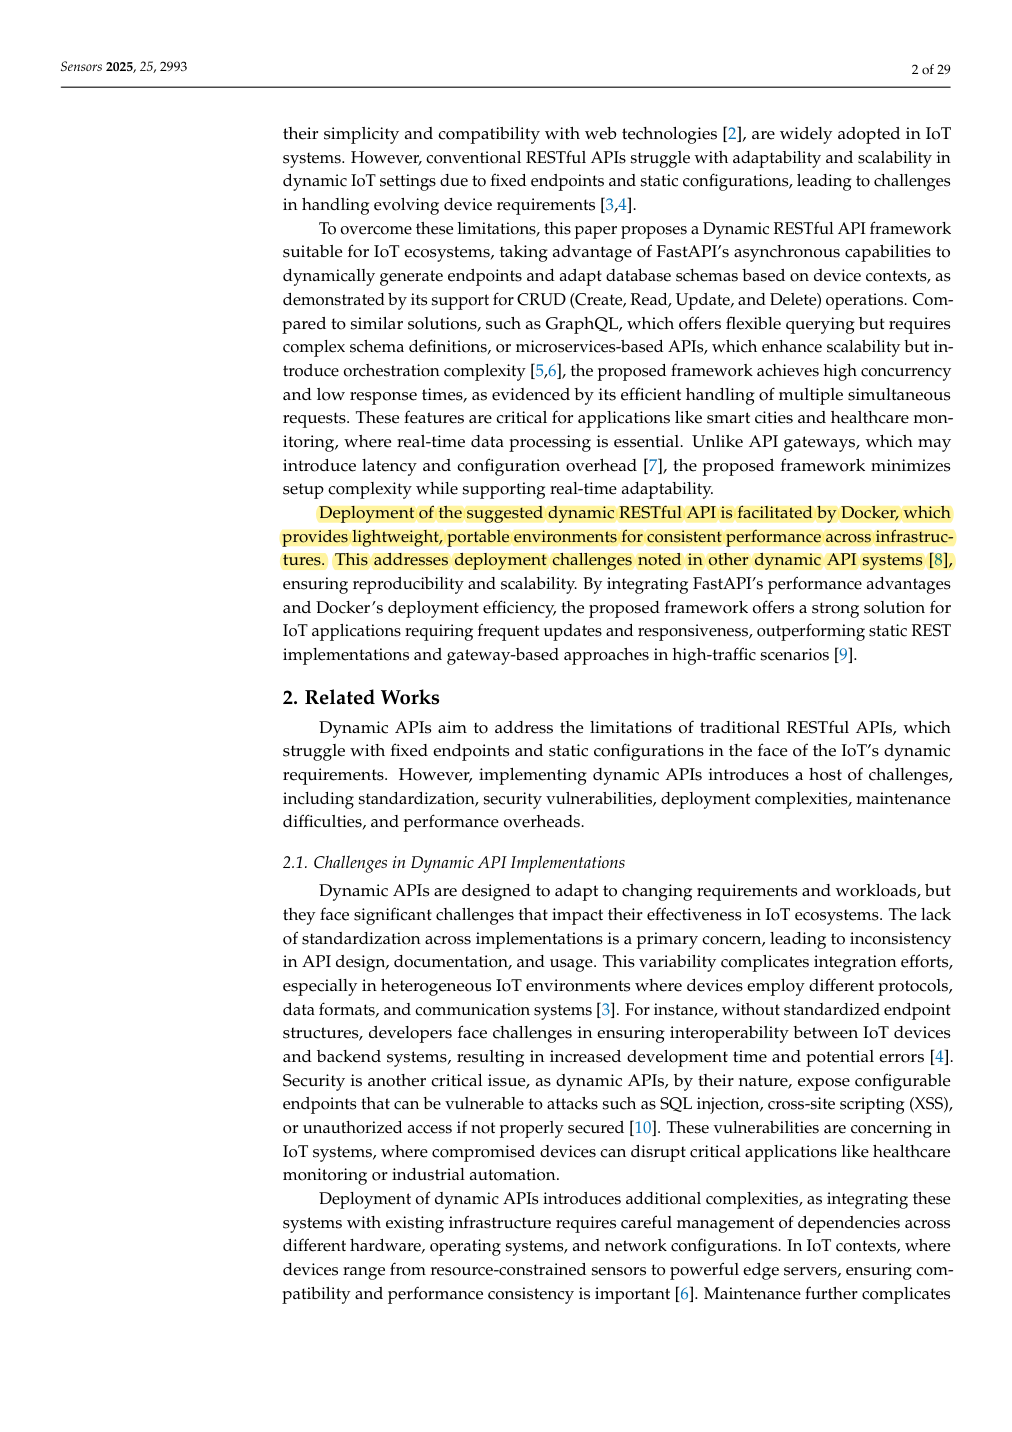 Sensors 2025, 25, 2993
2 of 29
their simplicity and compatibility with web technologies [2], are widely adopted in IoT
systems. However, conventional RESTful APIs struggle with adaptability and scalability in
dynamic IoT settings due to fixed endpoints and static configurations, leading to challenges
in handling evolving device requirements [3,4].
To overcome these limitations, this paper proposes a Dynamic RESTful API framework
suitable for IoT ecosystems, taking advantage of FastAPI’s asynchronous capabilities to
dynamically generate endpoints and adapt database schemas based on device contexts, as
demonstrated by its support for CRUD (Create, Read, Update, and Delete) operations. Com-
pared to similar solutions, such as GraphQL, which offers flexible querying but requires
complex schema definitions, or microservices-based APIs, which enhance scalability but in-
troduce orchestration complexity [5,6], the proposed framework achieves high concurrency
and low response times, as evidenced by its efficient handling of multiple simultaneous
requests. These features are critical for applications like smart cities and healthcare mon-
itoring, where real-time data processing is essential. Unlike API gateways, which may
introduce latency and configuration overhead [7], the proposed framework minimizes
setup complexity while supporting real-time adaptability.
Deployment of the suggested dynamic RESTful API is facilitated by Docker, which
provides lightweight, portable environments for consistent performance across infrastruc-
tures. This addresses deployment challenges noted in other dynamic API systems [8],
ensuring reproducibility and scalability. By integrating FastAPI’s performance advantages
and Docker’s deployment efficiency, the proposed framework offers a strong solution for
IoT applications requiring frequent updates and responsiveness, outperforming static REST
implementations and gateway-based approaches in high-traffic scenarios [9].
2. Related Works
Dynamic APIs aim to address the limitations of traditional RESTful APIs, which
struggle with fixed endpoints and static configurations in the face of the IoT’s dynamic
requirements. However, implementing dynamic APIs introduces a host of challenges,
including standardization, security vulnerabilities, deployment complexities, maintenance
difficulties, and performance overheads.
2.1. Challenges in Dynamic API Implementations
Dynamic APIs are designed to adapt to changing requirements and workloads, but
they face significant challenges that impact their effectiveness in IoT ecosystems. The lack
of standardization across implementations is a primary concern, leading to inconsistency
in API design, documentation, and usage. This variability complicates integration efforts,
especially in heterogeneous IoT environments where devices employ different protocols,
data formats, and communication systems [3]. For instance, without standardized endpoint
structures, developers face challenges in ensuring interoperability between IoT devices
and backend systems, resulting in increased development time and potential errors [4].
Security is another critical issue, as dynamic APIs, by their nature, expose configurable
endpoints that can be vulnerable to attacks such as SQL injection, cross-site scripting (XSS),
or unauthorized access if not properly secured [10]. These vulnerabilities are concerning in
IoT systems, where compromised devices can disrupt critical applications like healthcare
monitoring or industrial automation.
Deployment of dynamic APIs introduces additional complexities, as integrating these
systems with existing infrastructure requires careful management of dependencies across
different hardware, operating systems, and network configurations. In IoT contexts, where
devices range from resource-constrained sensors to powerful edge servers, ensuring com-
patibility and performance consistency is important [6]. Maintenance further complicates